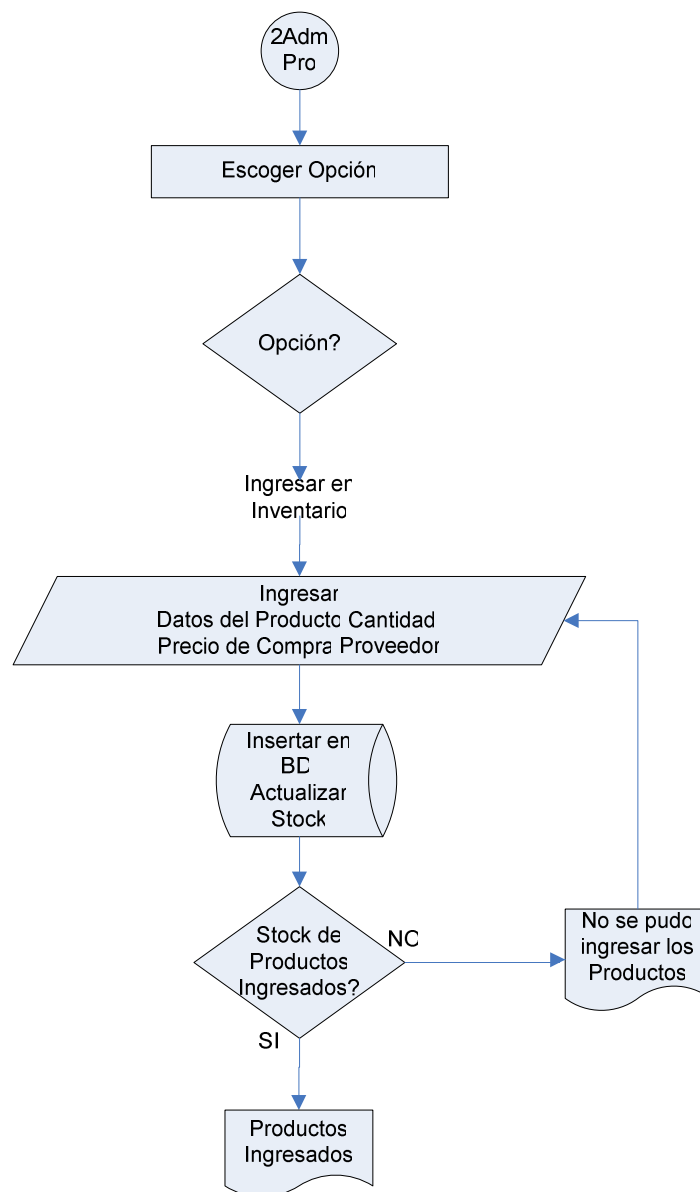 2Adm
Pro
Escoger Opción
Opción?
Ingresar en
Inventario
Ingresar
Datos del Producto Cantidad
Precio de Compra Proveedor
Insertar en
BD
Actualizar
Stock
Stock de
Productos
Ingresados?
NO
No se pudo
ingresar los
Productos
SI
Productos
Ingresados